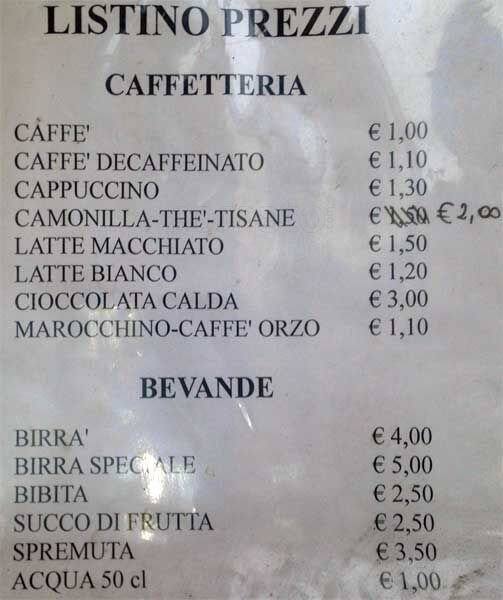 LISTINO PREZZI
CAFFETTERIA
CAFFE' € 1,00
CAFFE' DECAFFEINATO € 1,10
CAPPUCCINO € 1,30
CAMONILLA-THE'-TISANE € 1,50 € 2,00
LATTE MACCHIATO € 1,50
LATTE BIANCO € 1,20
CIOCCOLATA CALDA € 3,00
MAROCCHINO-CAFFE' ORZO € 1,10
BEVANDE
BIRRA' € 4,00
BIRRA SPECIALE € 5,00
BIBITA € 2,50
SUCCO DI FRUTTA € 2,50
SPREMUTA € 3,50
ACQUA 50 cl € 1,00